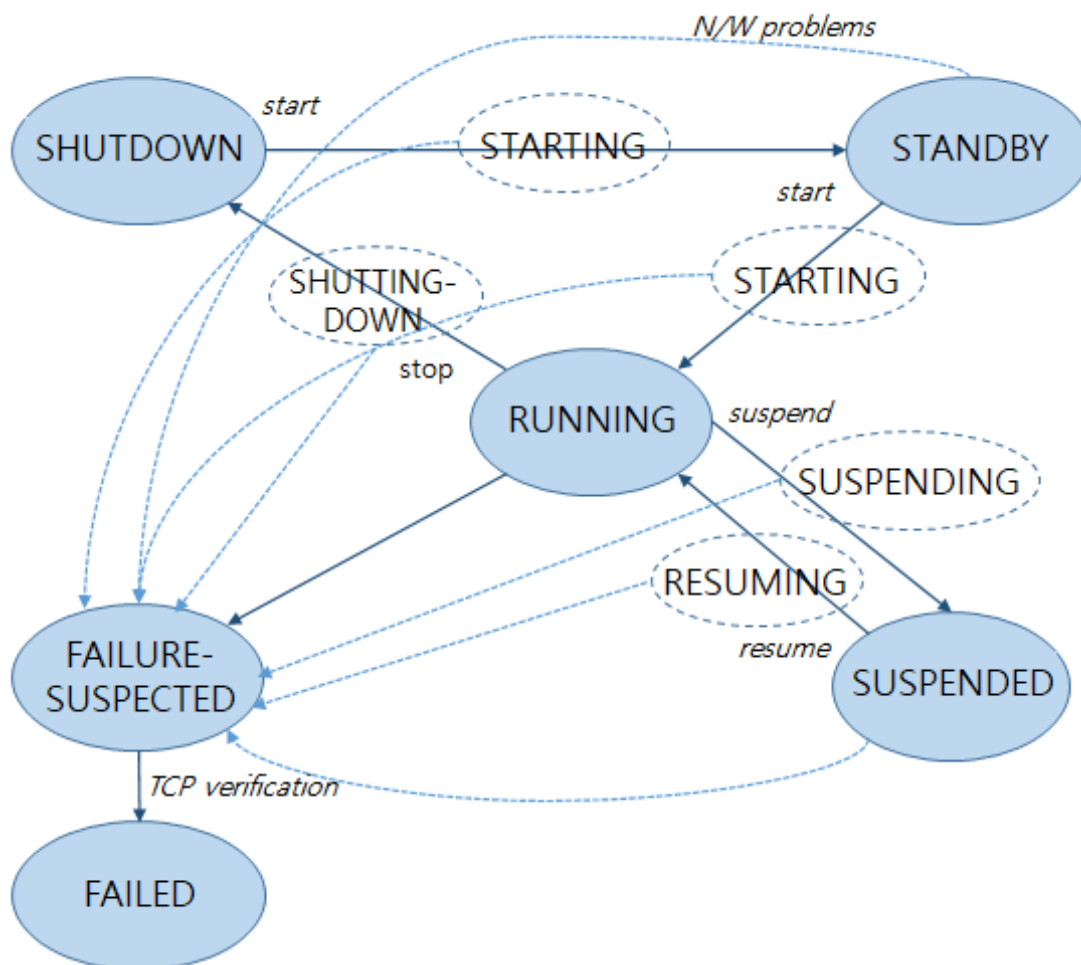 N/W problems
start
SHUTDOWN
STARTING
STANDBY
start
SHUTTING-
DOWN
STARTING
stop
RUNNING
suspend
SUSPENDING
RESUMING
resume
FAILURE-
SUSPECTED
SUSPENDED
TCP verification
FAILED